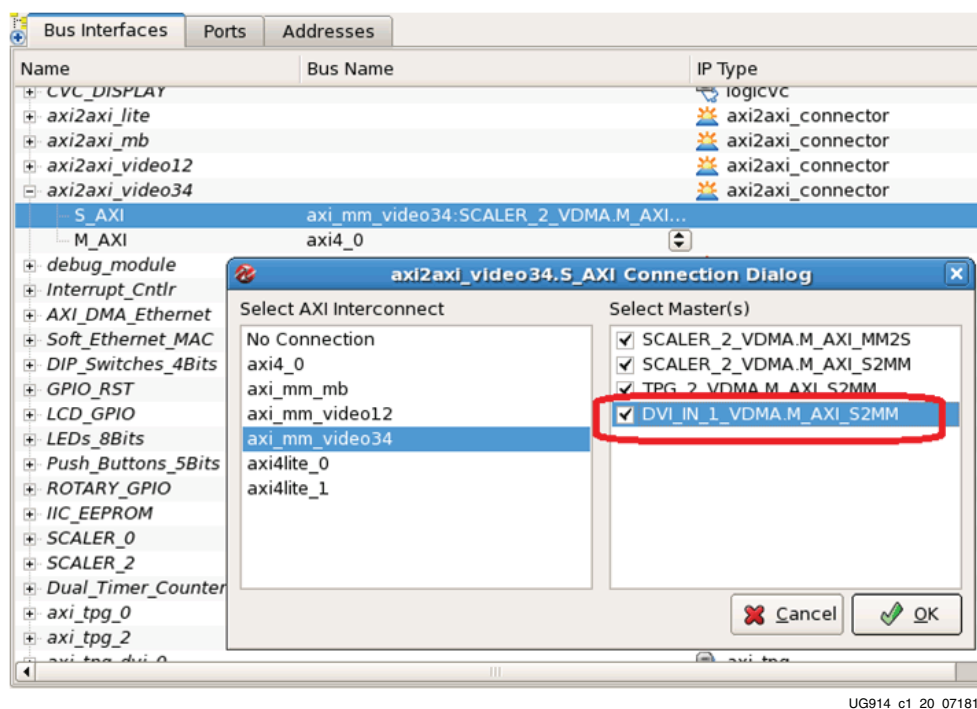 Bus Interfaces Ports Addresses
Name Bus Name IP Type
CVC_DISPLAY logicvc
axi2axi_lite axi2axi_connector
axi2axi_mb axi2axi_connector
axi2axi_video12 axi2axi_connector
axi2axi_video34 axi2axi_connector
S_AXI axi_mm_video34:SCALER_2_VDMA.M_AXI...
M_AXI axi4_0
debug_module
Interrupt_Cntlr
AXI_DMA_Ethernet
Soft_Ethernet_MAC
DIP_Switches_4Bits
GPIO_RST
LCD_GPIO
LEDs_8Bits
Push_Buttons_5Bits
ROTARY_GPIO
IIC_EEPROM
SCALER_0
SCALER_2
Dual_Timer_Counter
axi_tpg_0
axi_tpg_2
axi_tpg_dvi_0 axi_tpg
axi2axi_video34.S_AXI Connection Dialog
Select AXI Interconnect
No Connection
axi4_0
axi_mm_mb
axi_mm_video12
axi_mm_video34
axi4lite_0
axi4lite_1
Select Master(s)
SCALER_2_VDMA.M_AXI_MM2S
SCALER_2_VDMA.M_AXI_S2MM
TPG_2_VDMA.M_AXI_S2MM
DVI_IN_1_VDMA.M_AXI_S2MM
Cancel OK
UG914_c1_20_07181